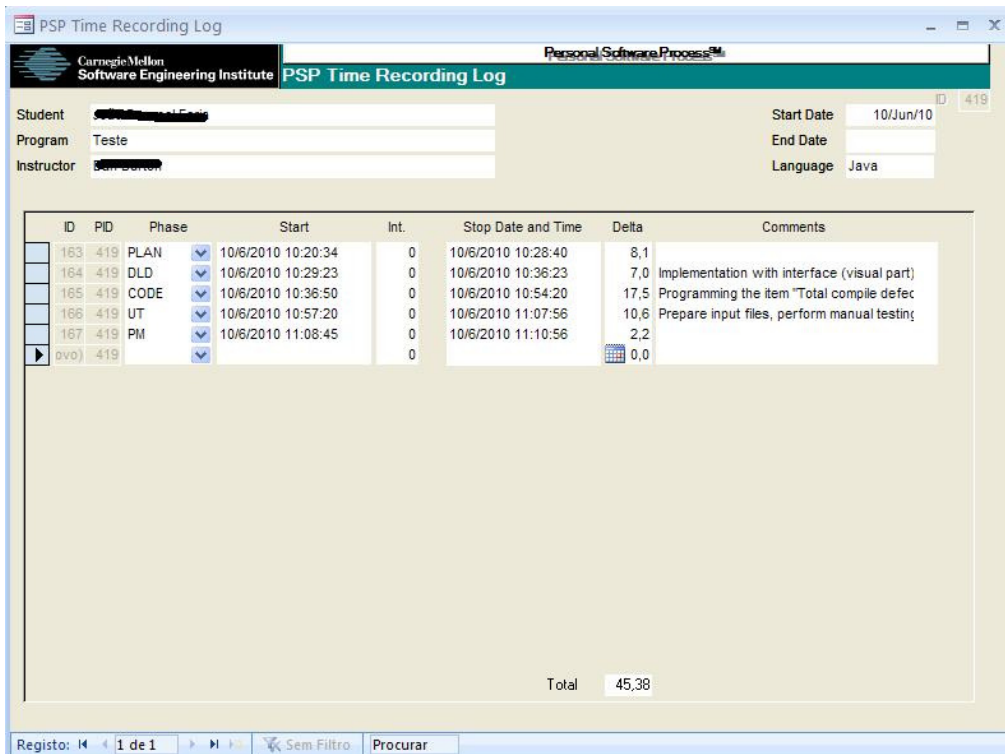 PSP Time Recording Log
Carnegie Mellon
Software Engineering Institute
Personal Software Process℠
PSP Time Recording Log
ID 419
Student
Start Date 10/Jun/10
Program Teste
End Date
Instructor
Language Java
ID PID Phase Start Int. Stop Date and Time Delta Comments
163 419 PLAN 10/6/2010 10:20:34 0 10/6/2010 10:28:40 8,1
164 419 DLD 10/6/2010 10:29:23 0 10/6/2010 10:36:23 7,0 Implementation with interface (visual part)
165 419 CODE 10/6/2010 10:36:50 0 10/6/2010 10:54:20 17,5 Programming the item "Total compile defec
166 419 UT 10/6/2010 10:57:20 0 10/6/2010 11:07:56 10,6 Prepare input files, perform manual testing
167 419 PM 10/6/2010 11:08:45 0 10/6/2010 11:10:56 2,2
ovo) 419 0 0,0
Total 45,38
Registo: 1 de 1 Sem Filtro Procurar